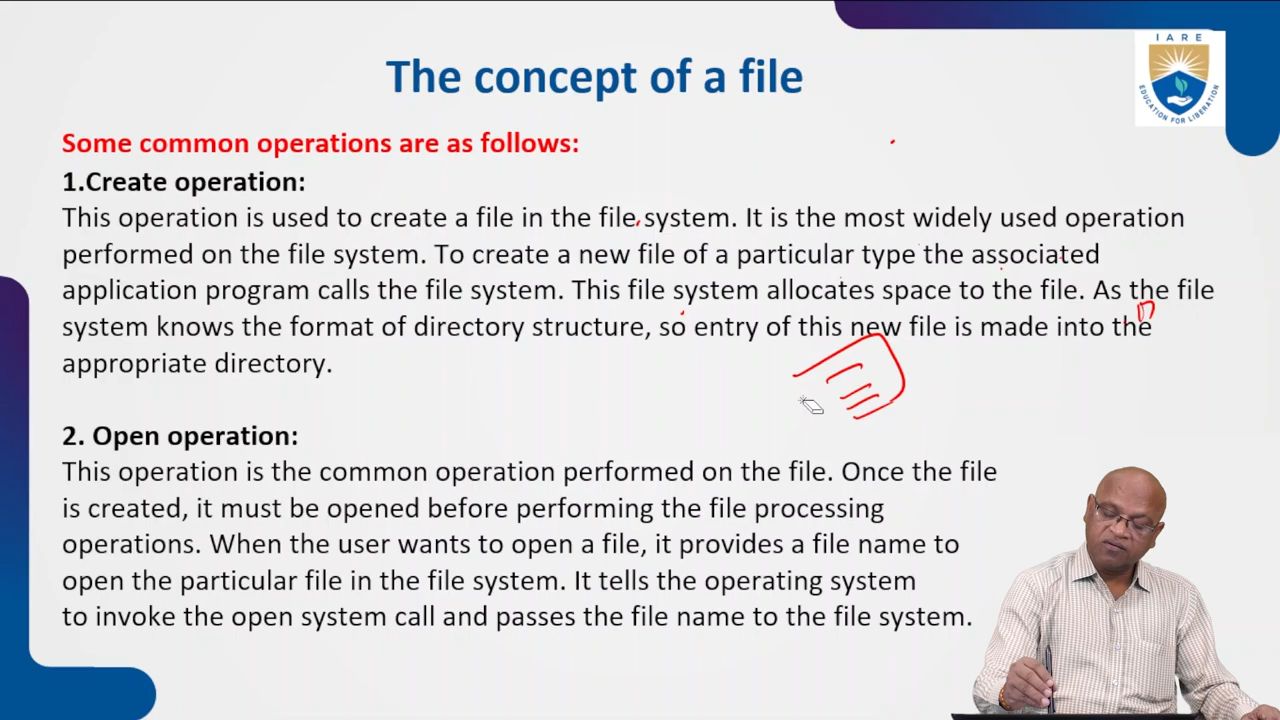 IARE
EDUCATION FOR LIBERATION
The concept of a file
Some common operations are as follows:
1.Create operation:
This operation is used to create a file in the file system. It is the most widely used operation
performed on the file system. To create a new file of a particular type the associated
application program calls the file system. This file system allocates space to the file. As the file
system knows the format of directory structure, so entry of this new file is made into the
appropriate directory.
2. Open operation:
This operation is the common operation performed on the file. Once the file
is created, it must be opened before performing the file processing
operations. When the user wants to open a file, it provides a file name to
open the particular file in the file system. It tells the operating system
to invoke the open system call and passes the file name to the file system.